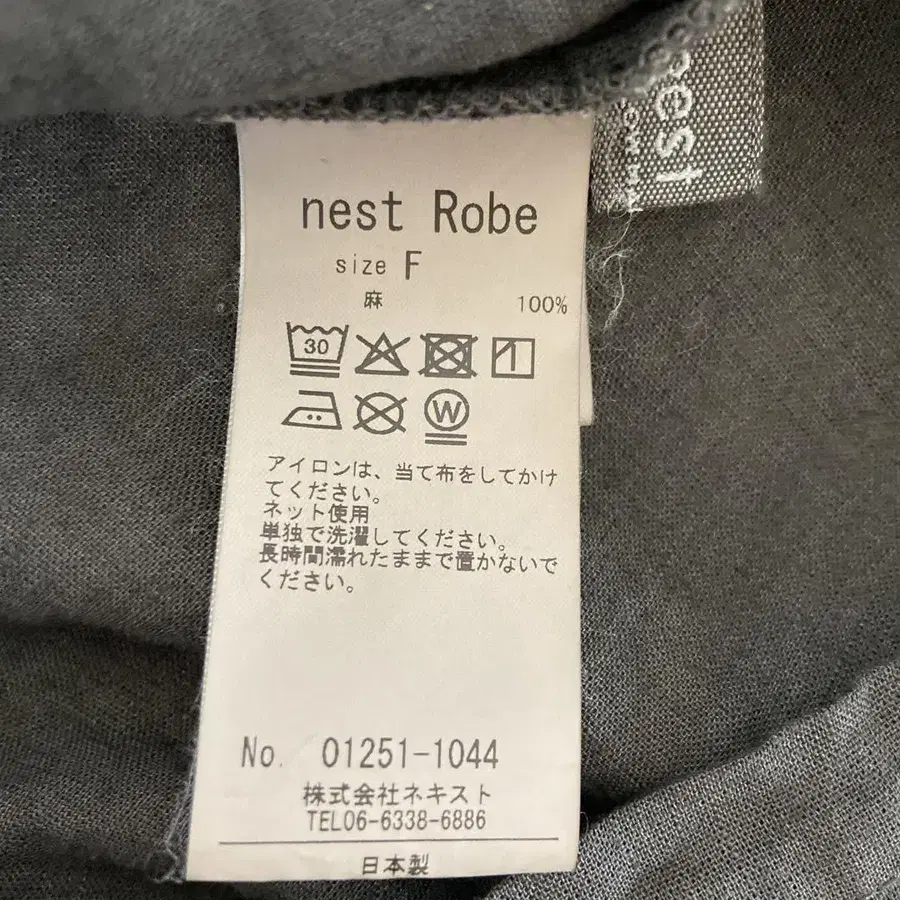 nest
nest Robe
size F
麻 100%
30
W
アイロンは、当て布をしてかけ
てください。
ネット使用
単独で洗濯してください。
長時間濡れたままで置かないで
ください。
No. 01251-1044
株式会社ネキスト
TEL06-6338-6886
日本製